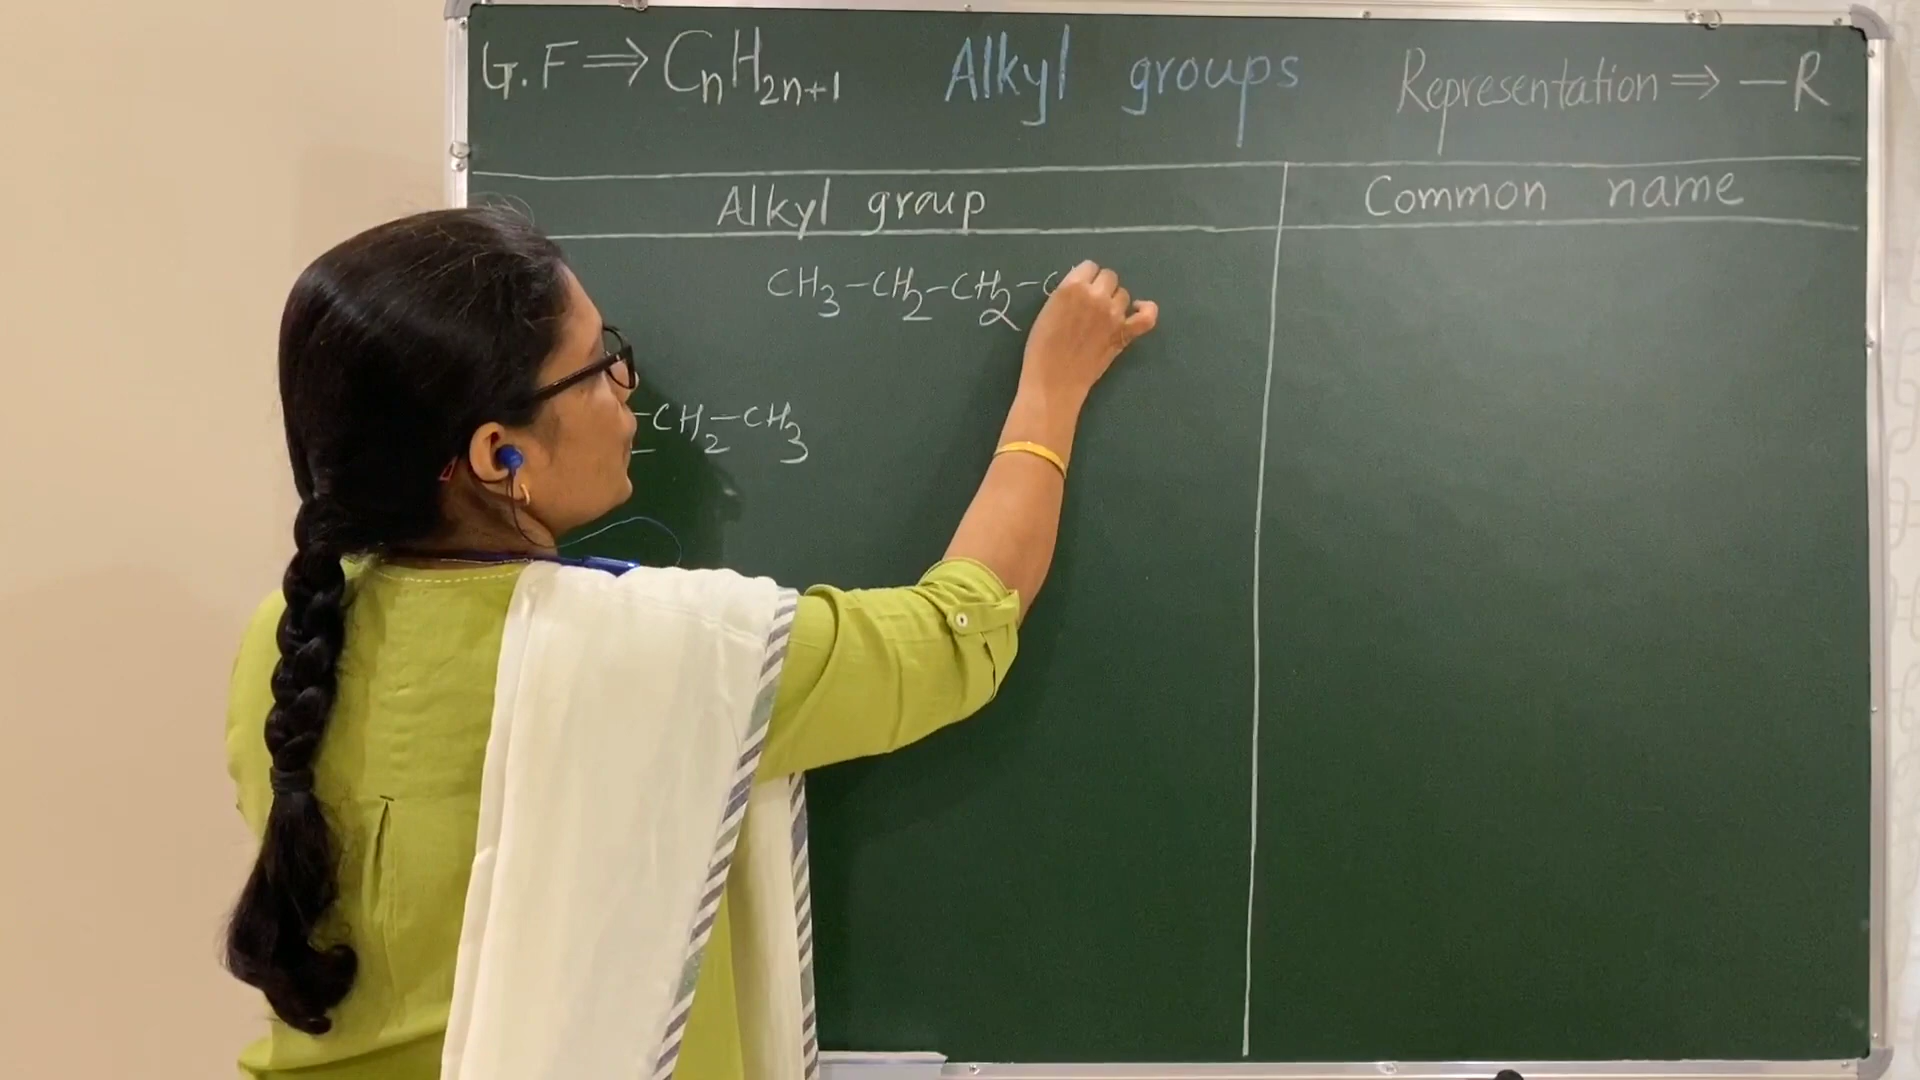 G.F ⇒ CnH2n+1
Alkyl groups
Representation ⇒ —R
Alkyl group
Common name
CH3-CH2-CH2-C
-CH2-CH3